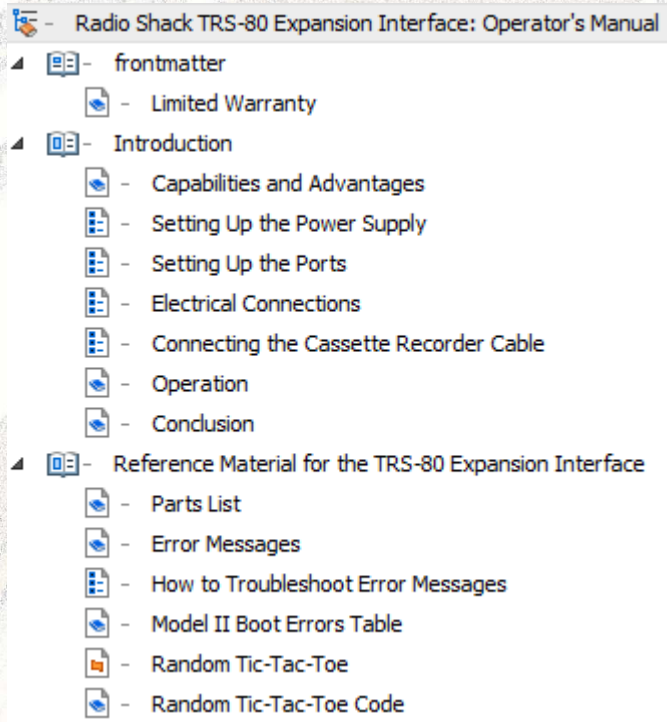 - Radio Shack TRS-80 Expansion Interface: Operator's Manual
- frontmatter
- Limited Warranty
- Introduction
- Capabilities and Advantages
- Setting Up the Power Supply
- Setting Up the Ports
- Electrical Connections
- Connecting the Cassette Recorder Cable
- Operation
- Conclusion
- Reference Material for the TRS-80 Expansion Interface
- Parts List
- Error Messages
- How to Troubleshoot Error Messages
- Model II Boot Errors Table
- Random Tic-Tac-Toe
- Random Tic-Tac-Toe Code